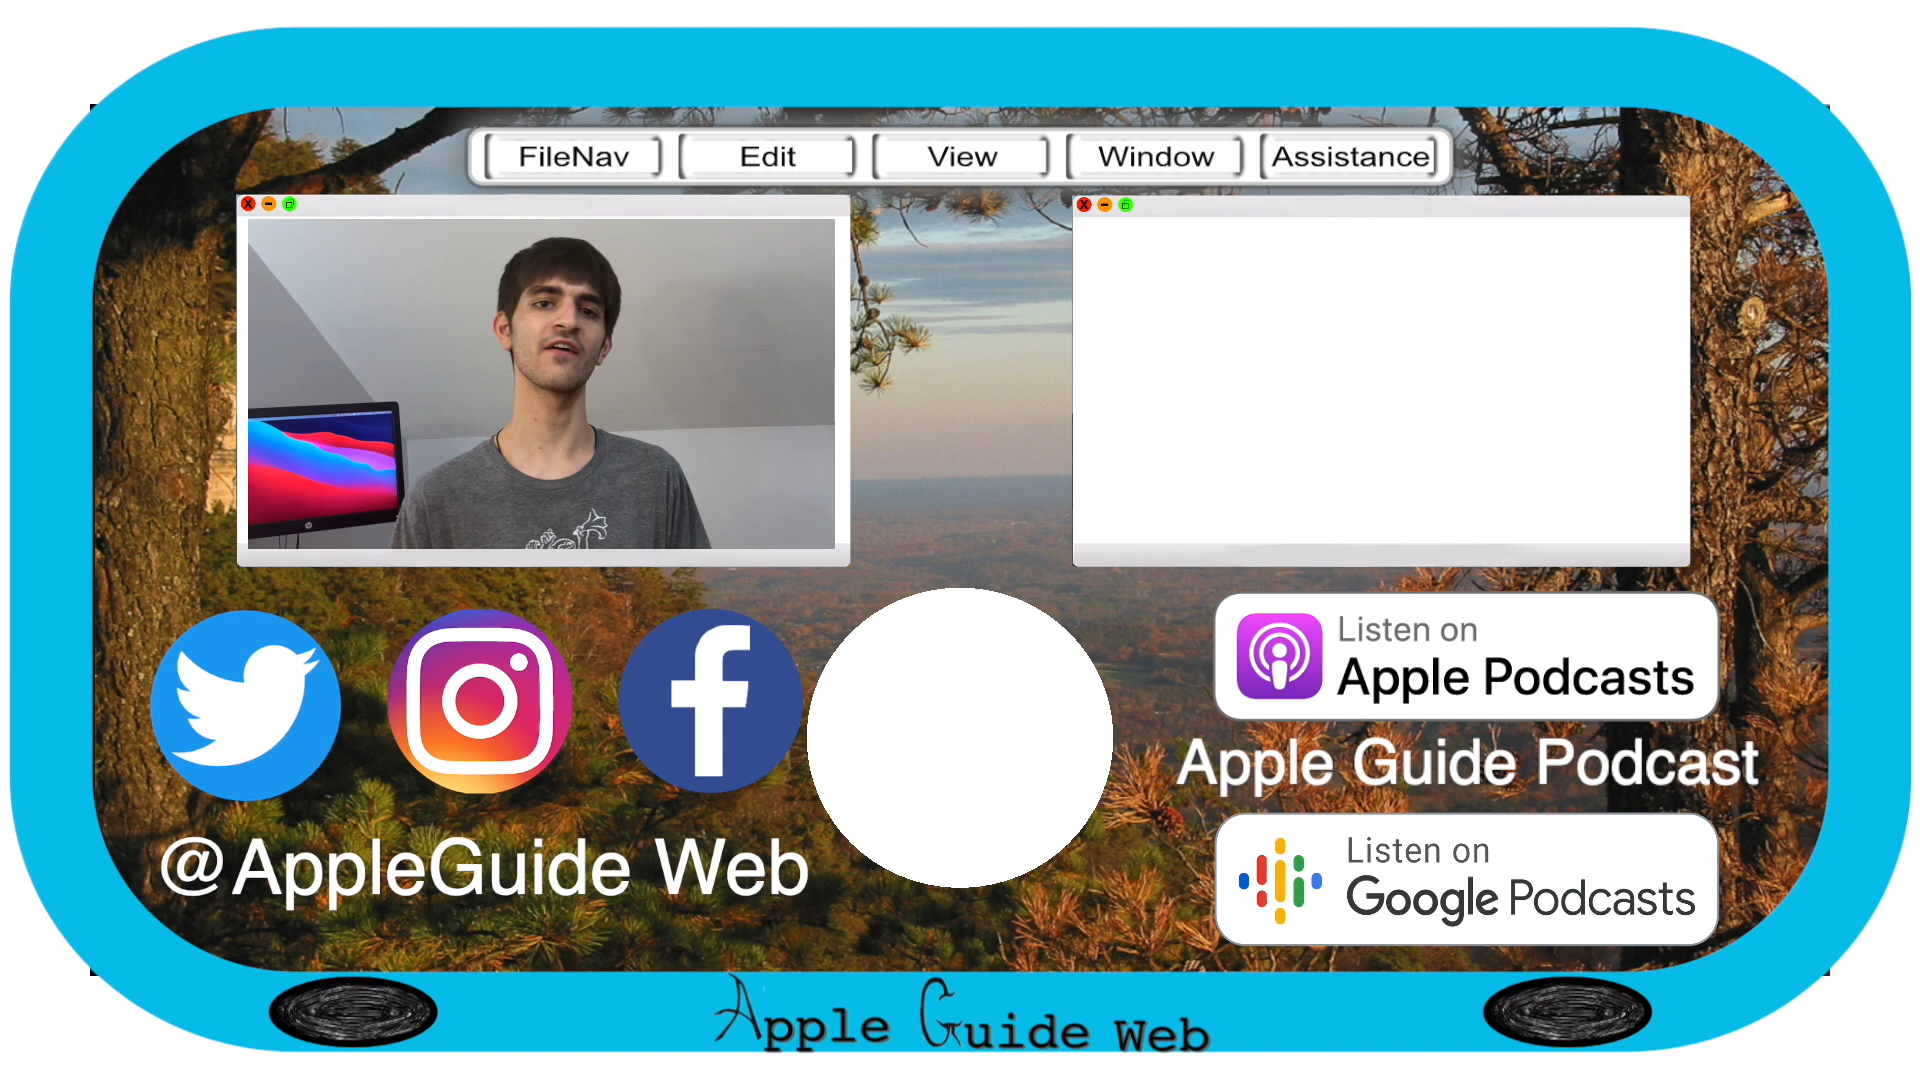 FileNav Edit View Window Assistance
Listen on
Apple Podcasts
Apple Guide Podcast
@AppleGuide Web
Listen on
Google Podcasts
Apple Guide Web